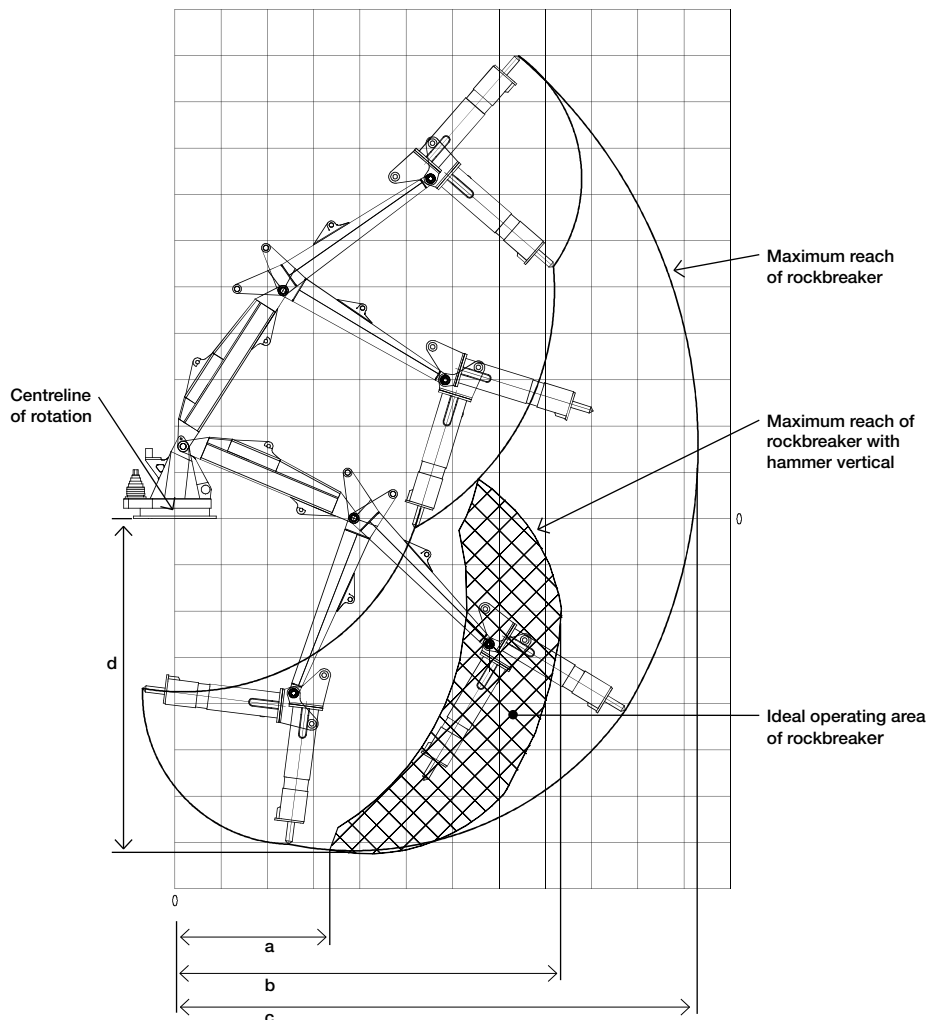 Maximum reach
of rockbreaker
Centreline
of rotation
Maximum reach of
rockbreaker with
hammer vertical
0
d
Ideal operating area
of rockbreaker
0
a
b
c